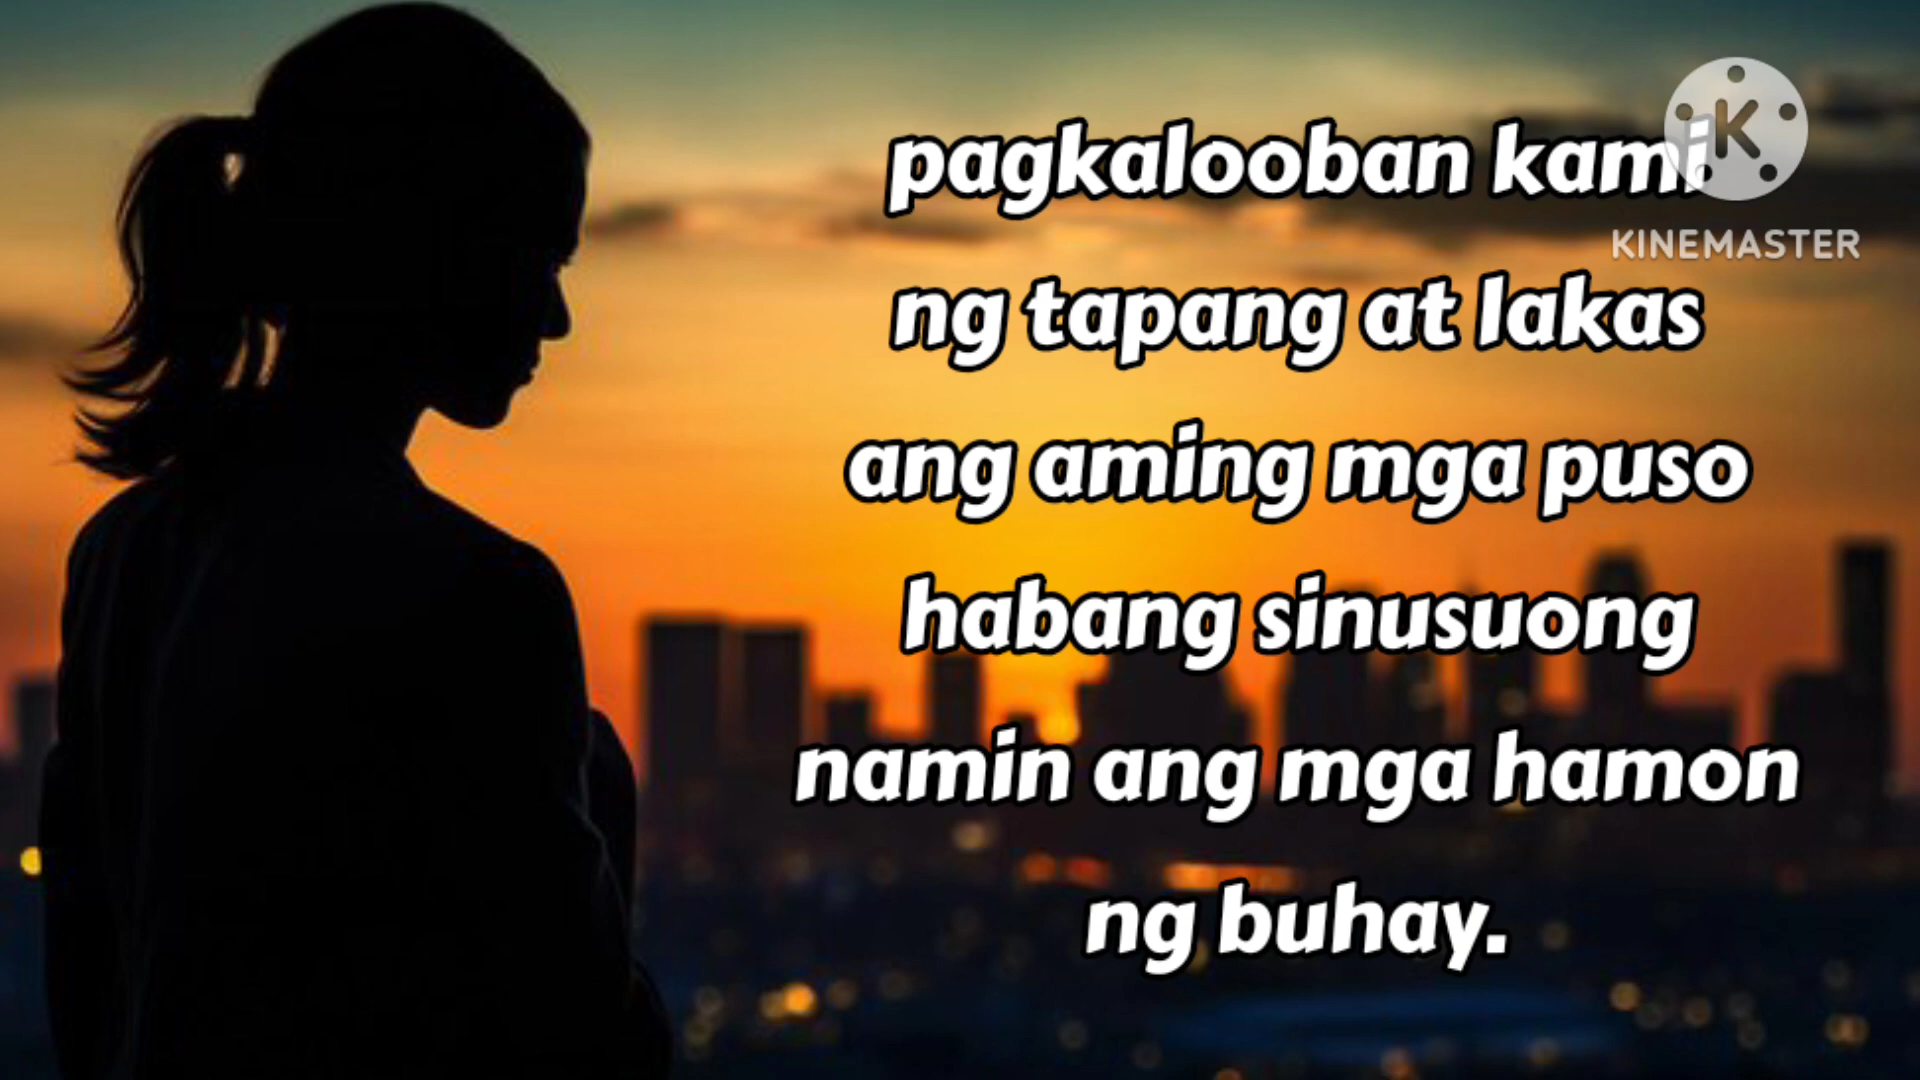 pagkalooban kami
ng tapang at lakas
ang aming mga puso
habang sinusuong
namin ang mga hamon
ng buhay.
K
KINEMASTER